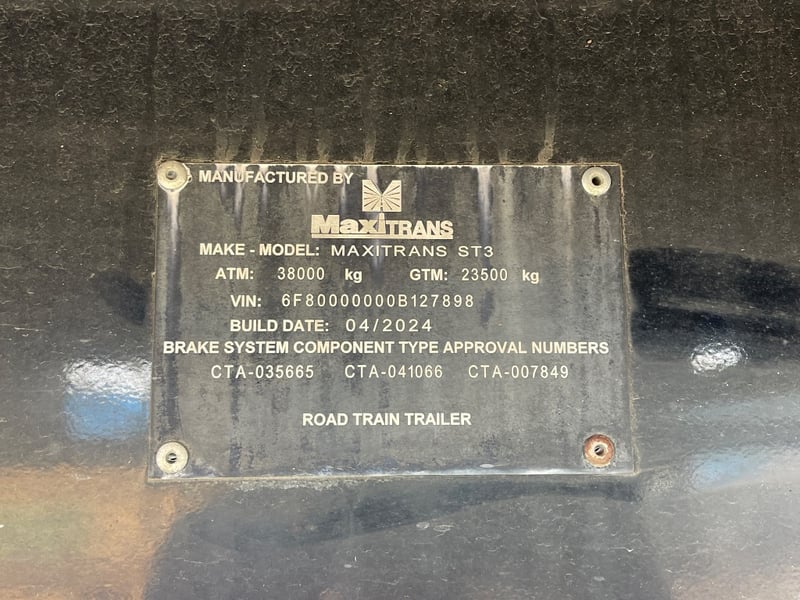 MANUFACTURED BY
MaxiTRANS
MAKE - MODEL: MAXITRANS ST3
ATM: 38000 kg GTM: 23500 kg
VIN: 6F80000000B127898
BUILD DATE: 04/2024
BRAKE SYSTEM COMPONENT TYPE APPROVAL NUMBERS
CTA-035665 CTA-041066 CTA-007849
ROAD TRAIN TRAILER